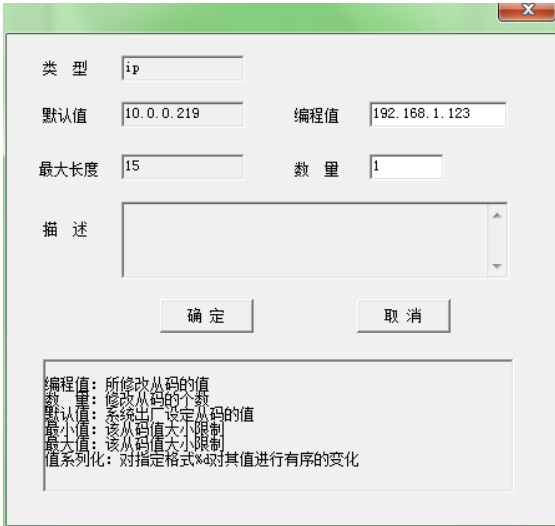 类 型 ip
默认值 10.0.0.219 编程值 192.168.1.123
最大长度 15 数 量 1
描 述
确 定 取 消
编程值：所修改从码的值
数 量：修改从码的个数
默认值：系统出厂设定从码的值
最小值：该从码值大小限制
最大值：该从码值大小限制
值系列化：对指定格式%d对其值进行有序的变化